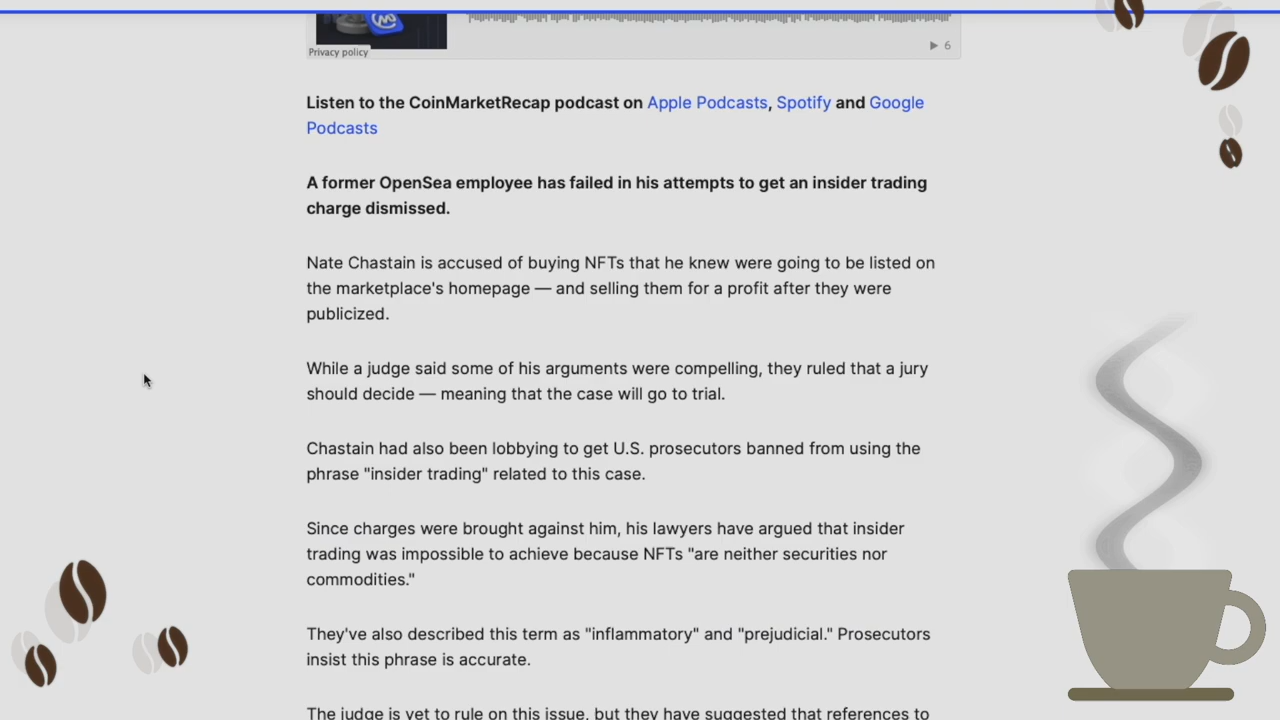 Privacy policy
6
Listen to the CoinMarketRecap podcast on Apple Podcasts, Spotify and Google
Podcasts
A former OpenSea employee has failed in his attempts to get an insider trading
charge dismissed.
Nate Chastain is accused of buying NFTs that he knew were going to be listed on
the marketplace's homepage — and selling them for a profit after they were
publicized.
While a judge said some of his arguments were compelling, they ruled that a jury
should decide — meaning that the case will go to trial.
Chastain had also been lobbying to get U.S. prosecutors banned from using the
phrase "insider trading" related to this case.
Since charges were brought against him, his lawyers have argued that insider
trading was impossible to achieve because NFTs "are neither securities nor
commodities."
They've also described this term as "inflammatory" and "prejudicial." Prosecutors
insist this phrase is accurate.
The judge is yet to rule on this issue, but they have suggested that references to